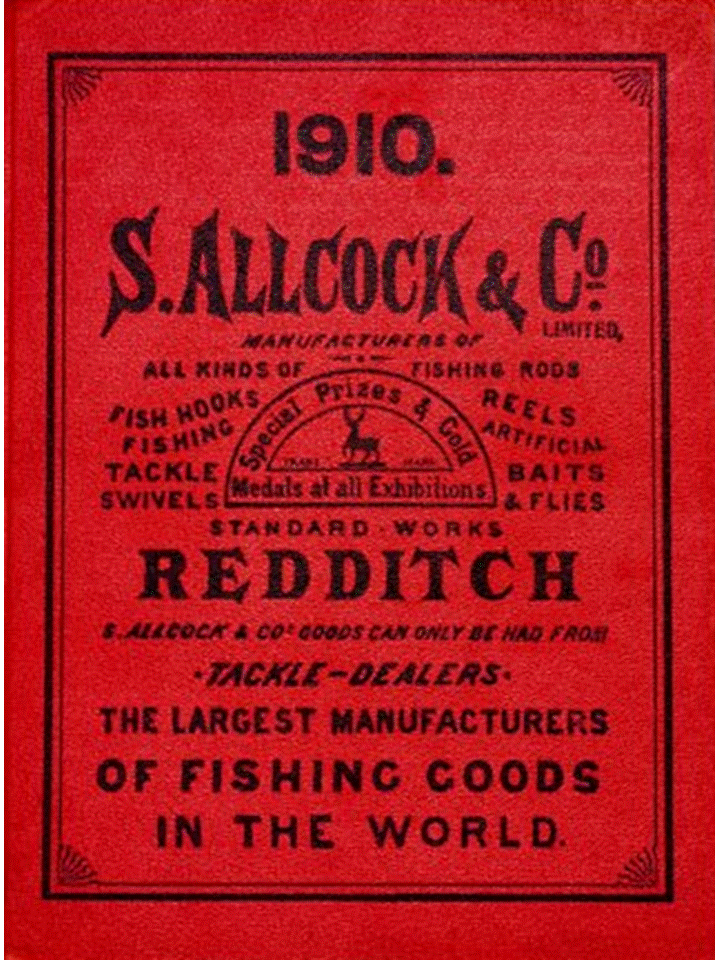 1910.
S. ALLCOCK & Co.
LIMITED,
MANUFACTURERS OF
ALL KINDS OF FISHING RODS
FISH HOOKS REELS
FISHING ARTIFICIAL
TACKLE BAITS
SWIVELS & FLIES
Special Prizes & Gold
TRADE MARK
Medals at all Exhibitions
STANDARD · WORKS
REDDITCH
S. ALLCOCK & Cos GOODS CAN ONLY BE HAD FROM
·TACKLE-DEALERS·
THE LARGEST MANUFACTURERS
OF FISHING GOODS
IN THE WORLD.